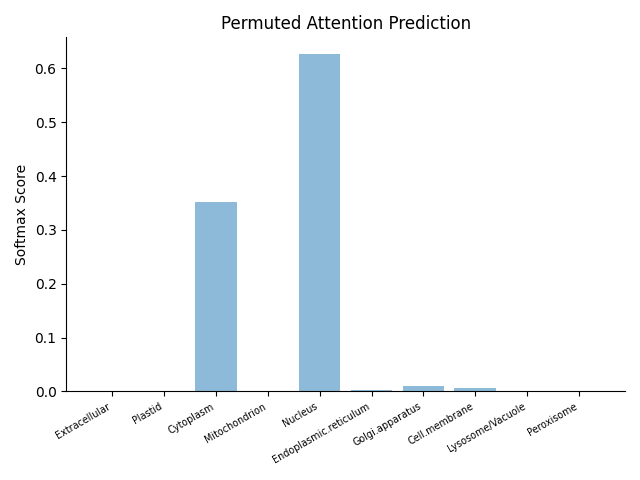 Permuted Attention Prediction
Softmax Score
0.6
0.5
0.4
0.3
0.2
0.1
0.0
Extracellular
Plastid
Cytoplasm
Mitochondrion
Nucleus
Endoplasmic.reticulum
Golgi.apparatus
Cell.membrane
Lysosome/Vacuole
Peroxisome